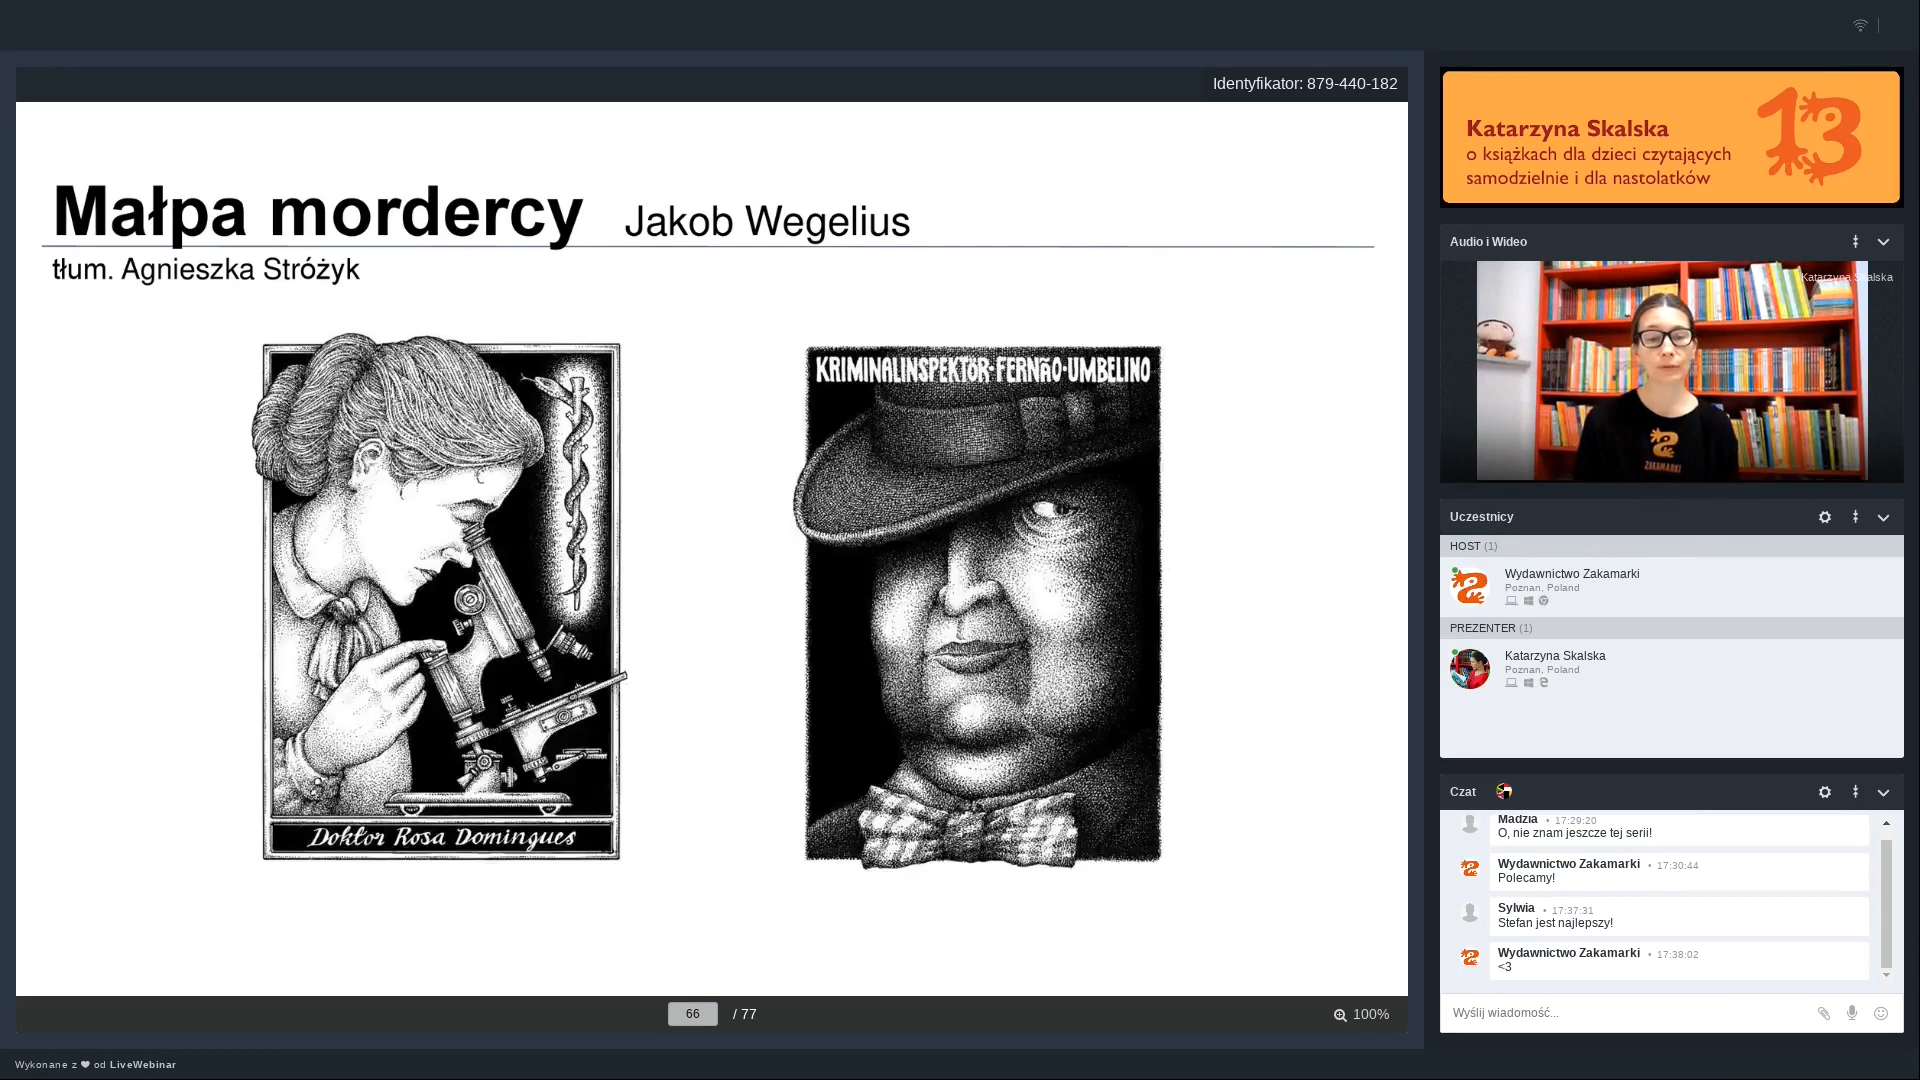 Identyfikator: 879-440-182
Małpa mordercy Jakob Wegelius
tłum. Agnieszka Stróżyk
Doktor Rosa Domingues
KRIMINALINSPEKTOR·FERNÃO·UMBELINO
66 / 77
100%
Wykonane z ❤ od LiveWebinar
Katarzyna Skalska
o książkach dla dzieci czytających
samodzielnie i dla nastolatków
13
Audio i Wideo
Katarzyna Skalska
ZAKAMARKI
Uczestnicy
HOST (1)
Wydawnictwo Zakamarki
Poznan, Poland
PREZENTER (1)
Katarzyna Skalska
Poznan, Poland
Czat
Madzia • 17:29:20
O, nie znam jeszcze tej serii!
Wydawnictwo Zakamarki • 17:30:44
Polecamy!
Sylwia • 17:37:31
Stefan jest najlepszy!
Wydawnictwo Zakamarki • 17:38:02
<3
Wyślij wiadomość...